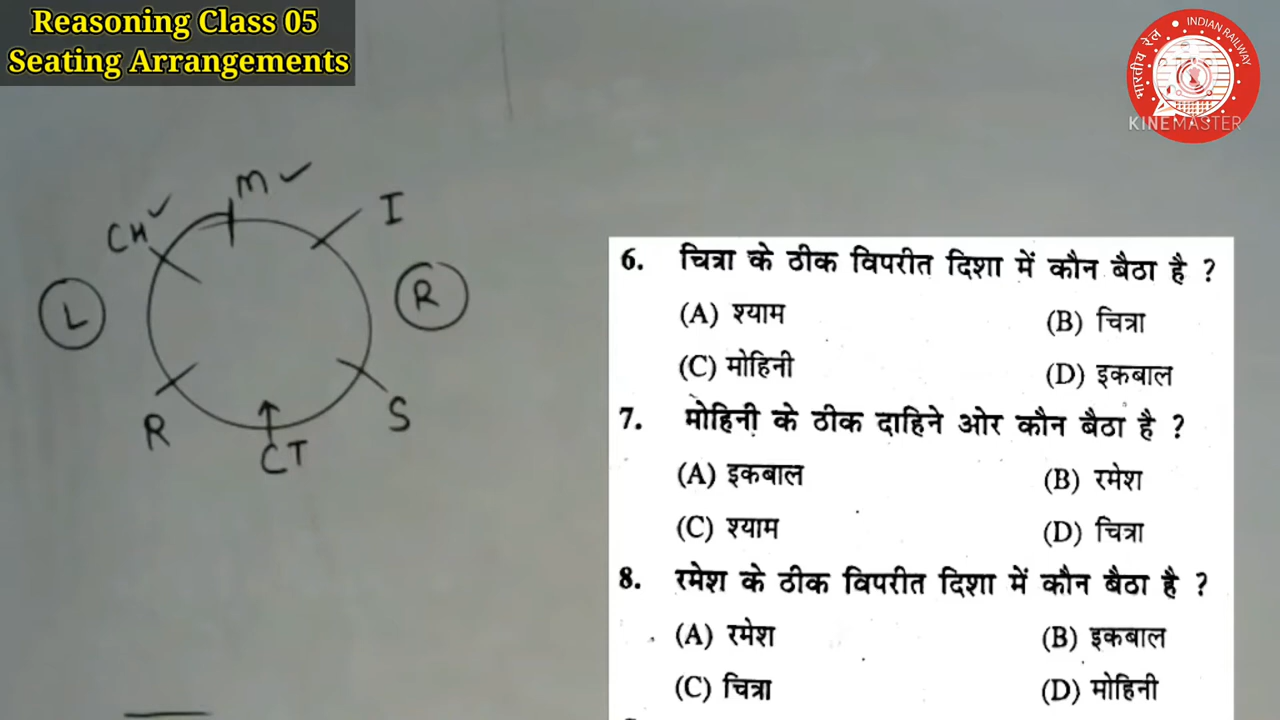 Reasoning Class 05
Seating Arrangements
भारतीय रेल
INDIAN RAILWAY
KINEMASTER
M
I
CH
L
R
R
CT
S
6. चित्रा के ठीक विपरीत दिशा में कौन बैठा है ?
(A) श्याम (B) चित्रा
(C) मोहिनी (D) इकबाल
7. मोहिनी के ठीक दाहिने ओर कौन बैठा है ?
(A) इकबाल (B) रमेश
(C) श्याम (D) चित्रा
8. रमेश के ठीक विपरीत दिशा में कौन बैठा है ?
(A) रमेश (B) इकबाल
(C) चित्रा (D) मोहिनी